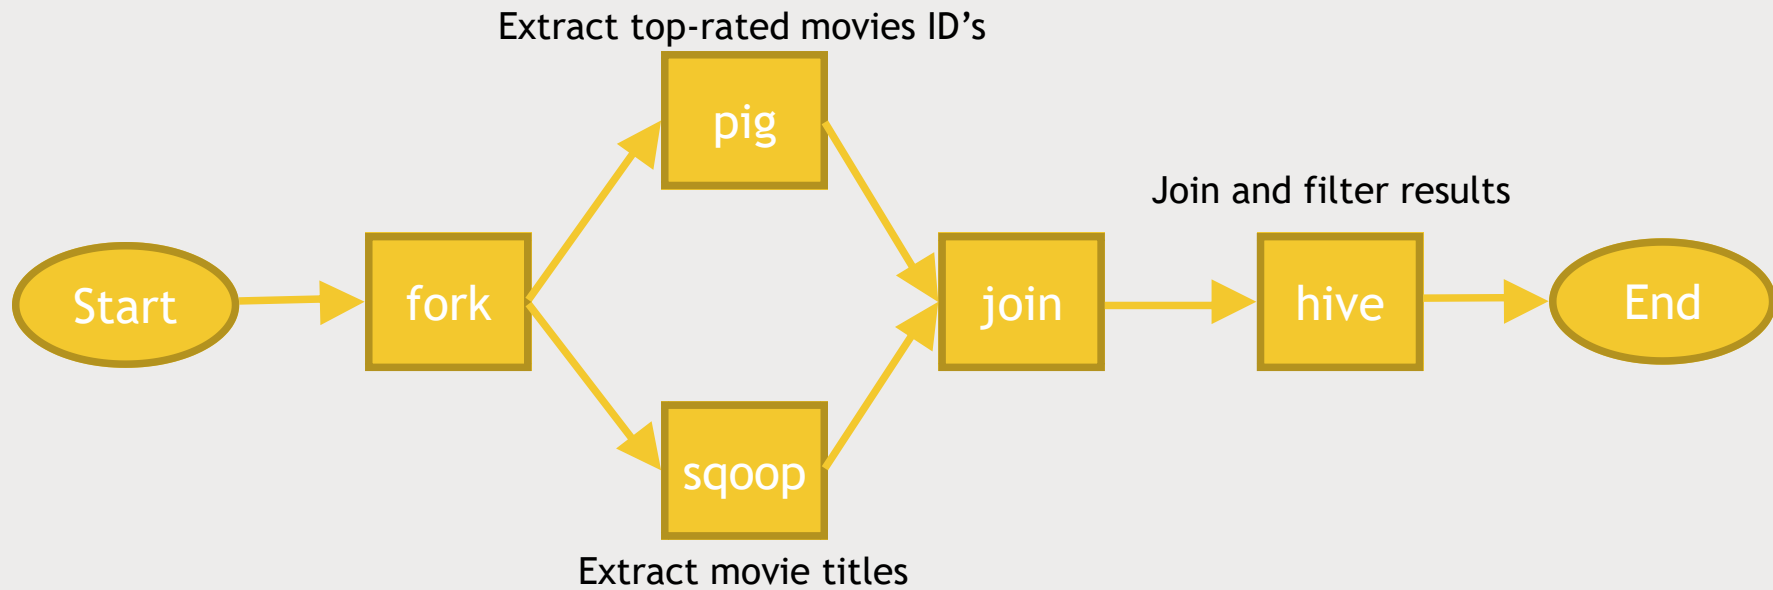 Extract top-rated movies ID’s
pig
Join and filter results
Start
fork
join
hive
End
sqoop
Extract movie titles